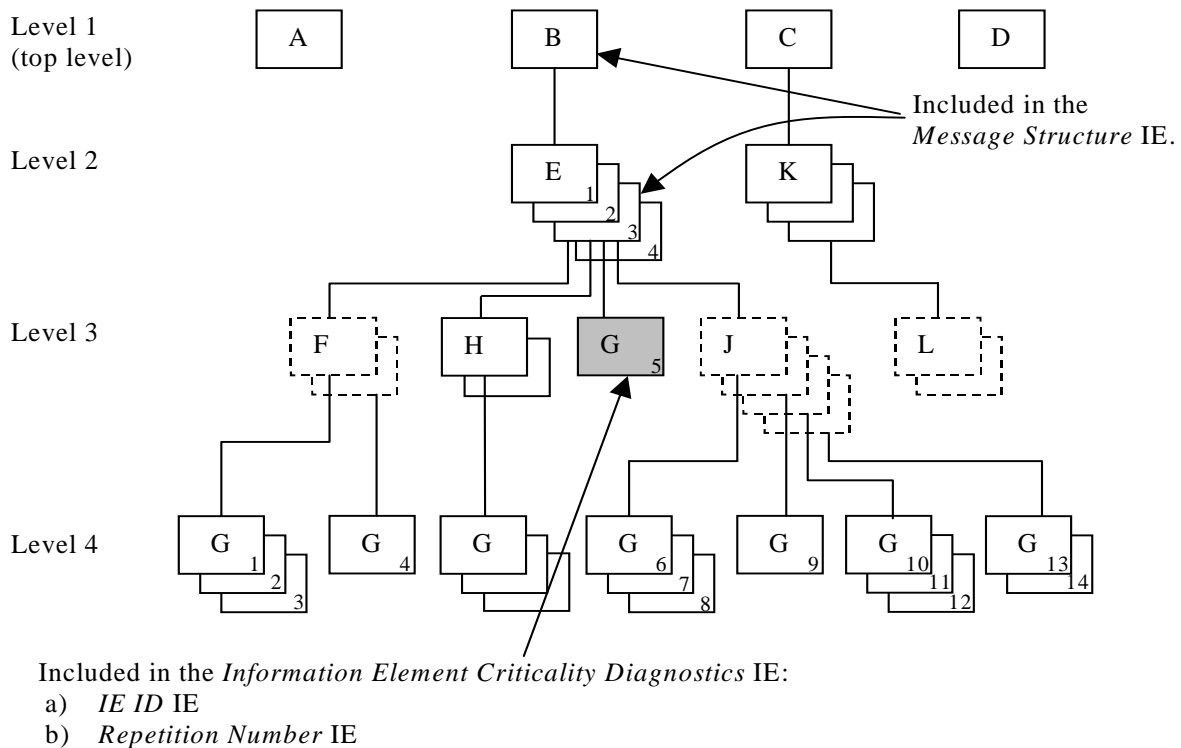 Level 1
(top level)
A
B
C
D
Included in the
Message Structure IE.
Level 2
E
1
2
3
4
K
Level 3
F
H
G
5
J
L
Level 4
G
1
2
3
G
4
G
G
6
7
8
G
9
G
10
11
12
G
13
14
Included in the Information Element Criticality Diagnostics IE:
a) IE ID IE
b) Repetition Number IE